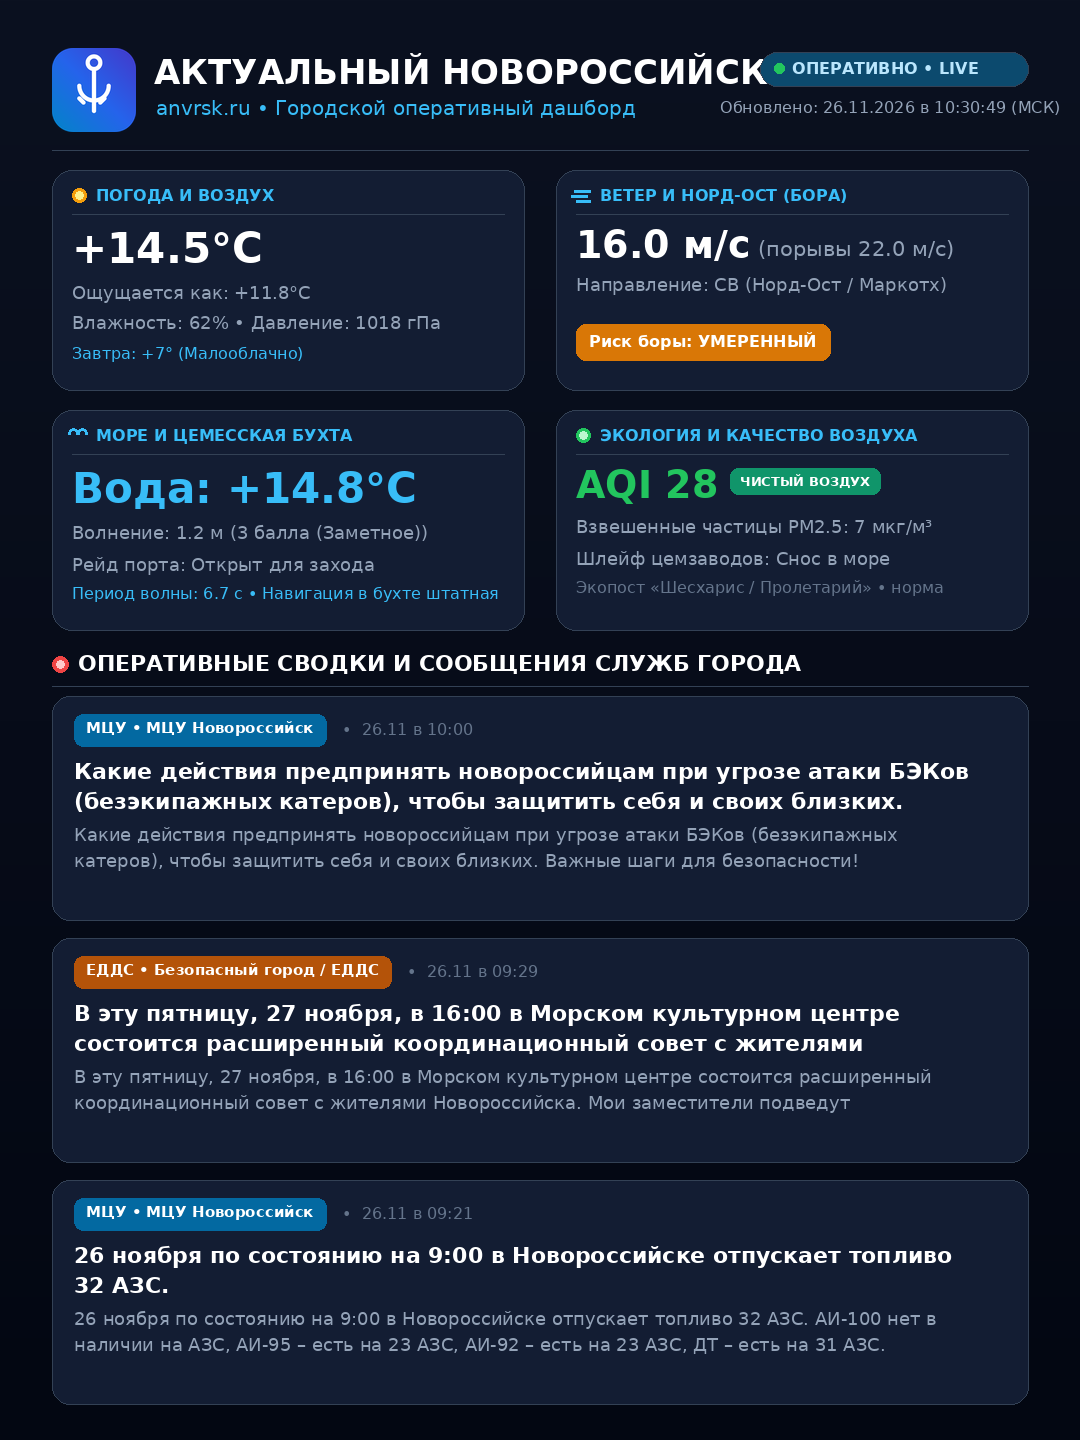 АКТУАЛЬНЫЙ НОВОРОССИЙСК
ОПЕРАТИВНО • LIVE
anvrsk.ru • Городской оперативный дашборд
Обновлено: 26.11.2026 в 10:30:49 (МСК)
ПОГОДА И ВОЗДУХ
+14.5°C
Ощущается как: +11.8°C
Влажность: 62% • Давление: 1018 гПа
Завтра: +7° (Малооблачно)
ВЕТЕР И НОРД-ОСТ (БОРА)
16.0 м/с (порывы 22.0 м/с)
Направление: СВ (Норд-Ост / Маркотх)
Риск боры: УМЕРЕННЫЙ
МОРЕ И ЦЕМЕССКАЯ БУХТА
Вода: +14.8°C
Волнение: 1.2 м (3 балла (Заметное))
Рейд порта: Открыт для захода
Период волны: 6.7 с • Навигация в бухте штатная
ЭКОЛОГИЯ И КАЧЕСТВО ВОЗДУХА
AQI 28 ЧИСТЫЙ ВОЗДУХ
Взвешенные частицы PM2.5: 7 мкг/м³
Шлейф цемзаводов: Снос в море
Экопост «Шесхарис / Пролетарий» • норма
ОПЕРАТИВНЫЕ СВОДКИ И СООБЩЕНИЯ СЛУЖБ ГОРОДА
МЦУ • МЦУ Новороссийск • 26.11 в 10:00
Какие действия предпринять новороссийцам при угрозе атаки БЭКов
(безэкипажных катеров), чтобы защитить себя и своих близких.
Какие действия предпринять новороссийцам при угрозе атаки БЭКов (безэкипажных
катеров), чтобы защитить себя и своих близких. Важные шаги для безопасности!
ЕДДС • Безопасный город / ЕДДС • 26.11 в 09:29
В эту пятницу, 27 ноября, в 16:00 в Морском культурном центре
состоится расширенный координационный совет с жителями
В эту пятницу, 27 ноября, в 16:00 в Морском культурном центре состоится расширенный
координационный совет с жителями Новороссийска. Мои заместители подведут
МЦУ • МЦУ Новороссийск • 26.11 в 09:21
26 ноября по состоянию на 9:00 в Новороссийске отпускает топливо
32 АЗС.
26 ноября по состоянию на 9:00 в Новороссийске отпускает топливо 32 АЗС. АИ-100 нет в
наличии на АЗС, АИ-95 – есть на 23 АЗС, АИ-92 – есть на 23 АЗС, ДТ – есть на 31 АЗС.